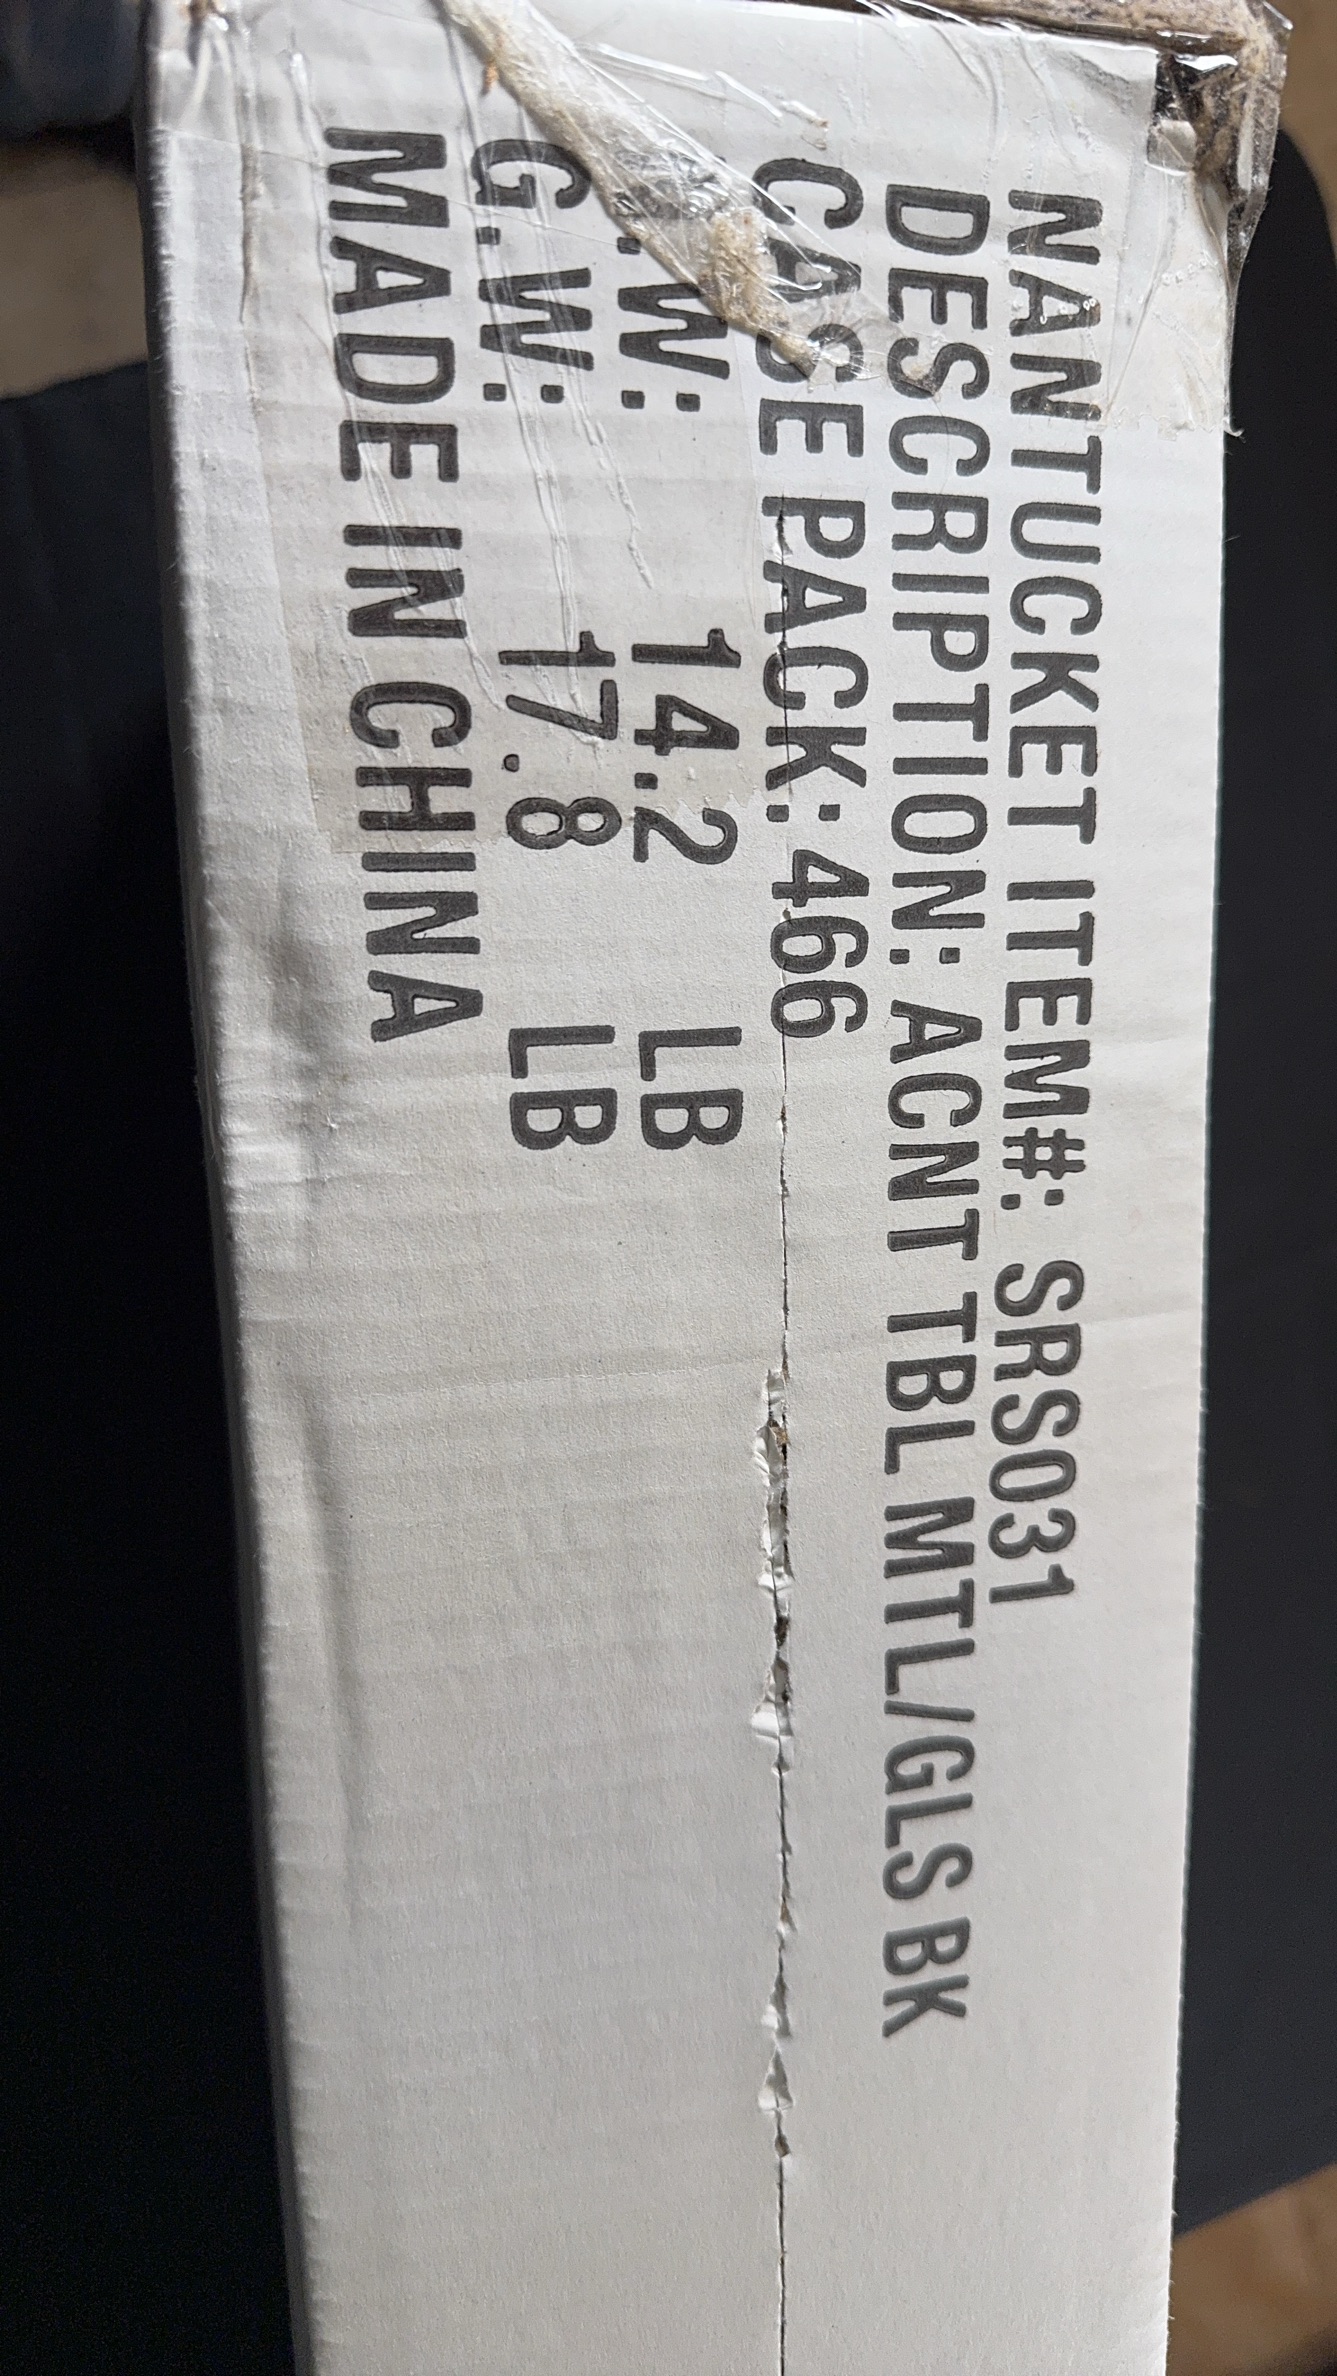 NANTUCKET ITEM#: SRS031
DESCRIPTION: ACNT TBL MTL/GLS BK
CASE PACK: 466
.W: 14.2 LB
G.W: 17.8 LB
MADE IN CHINA